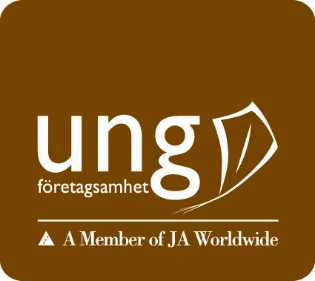 ung
företagsamhet
A Member of JA Worldwide